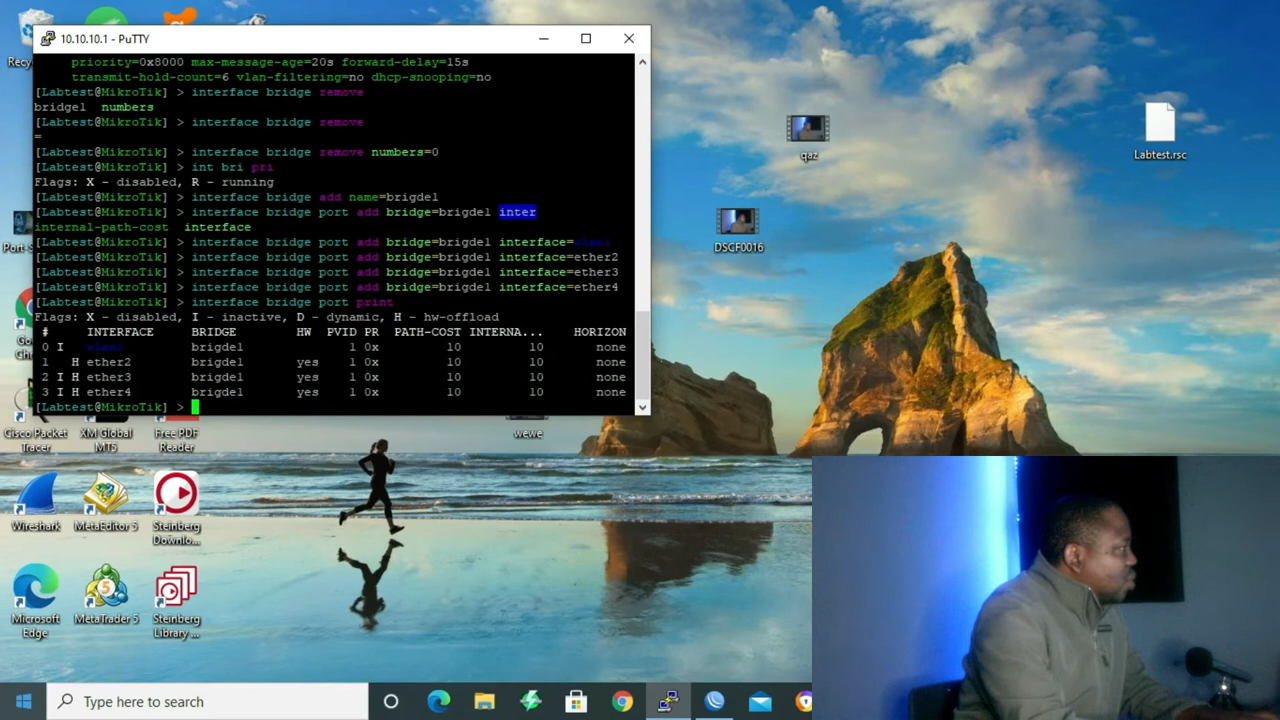 10.10.10.1 - PuTTY
priority=0x8000 max-message-age=20s forward-delay=15s
transmit-hold-count=6 vlan-filtering=no dhcp-snooping=no
[Labtest@MikroTik] > interface bridge remove
bridge1 numbers
[Labtest@MikroTik] > interface bridge remove
=
[Labtest@MikroTik] > interface bridge remove numbers=0
[Labtest@MikroTik] > int bri pri
Flags: X - disabled, R - running
[Labtest@MikroTik] > interface bridge add name=brigde1
[Labtest@MikroTik] > interface bridge port add bridge=brigde1 inter
internal-path-cost interface
[Labtest@MikroTik] > interface bridge port add bridge=brigde1 interface=wlan1
[Labtest@MikroTik] > interface bridge port add bridge=brigde1 interface=ether2
[Labtest@MikroTik] > interface bridge port add bridge=brigde1 interface=ether3
[Labtest@MikroTik] > interface bridge port add bridge=brigde1 interface=ether4
[Labtest@MikroTik] > interface bridge port print
Flags: X - disabled, I - inactive, D - dynamic, H - hw-offload
# INTERFACE BRIDGE HW PVID PR PATH-COST INTERNA... HORIZON
0 I wlan1 brigde1 1 0x 10 10 none
1 H ether2 brigde1 yes 1 0x 10 10 none
2 I H ether3 brigde1 yes 1 0x 10 10 none
3 I H ether4 brigde1 yes 1 0x 10 10 none
[Labtest@MikroTik] >
qaz
Labtest.rsc
DSCF0016
wewe
Cisco Packet Tracer
XM Global MT5
Free PDF Reader
Wireshark
MetaEditor 5
Steinberg Downlo...
Microsoft Edge
MetaTrader 5
Steinberg Library ...
Type here to search